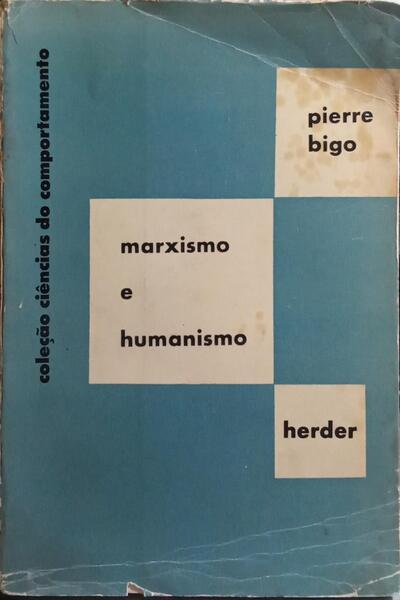 coleção ciências do comportamento
pierre
bigo
marxismo
e
humanismo
herder